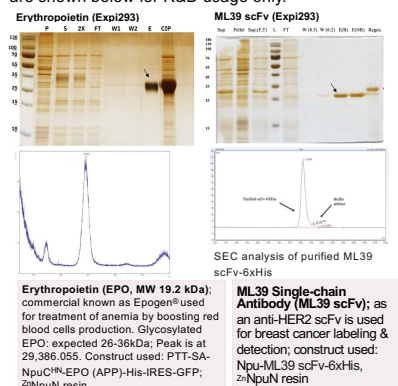 are shown below for R&D usage only.
Erythropoietin (Expi293)
P S 2X FT W1 W2 E CIP
ML39 scFv (Expi293)
Sup. Pellet Sup.(F,T) L FT W (8.5) W (6.2) E(R) E(NR) Regen.
Purified scFv-6XHis
Buffer
artifact
SEC analysis of purified ML39
scFv-6xHis
Erythropoietin (EPO, MW 19.2 kDa);
commercial known as Epogen® used
for treatment of anemia by boosting red
blood cells production. Glycosylated
EPO: expected 26-36kDa; Peak is at
29,386.055. Construct used: PTT-SA-
NpuCHN-EPO (APP)-His-IRES-GFP;
ZnNpuN resin
ML39 Single-chain
Antibody (ML39 scFv); as
an anti-HER2 scFv is used
for breast cancer labeling &
detection; construct used:
Npu-ML39 scFv-6xHis,
ZnNpuN resin